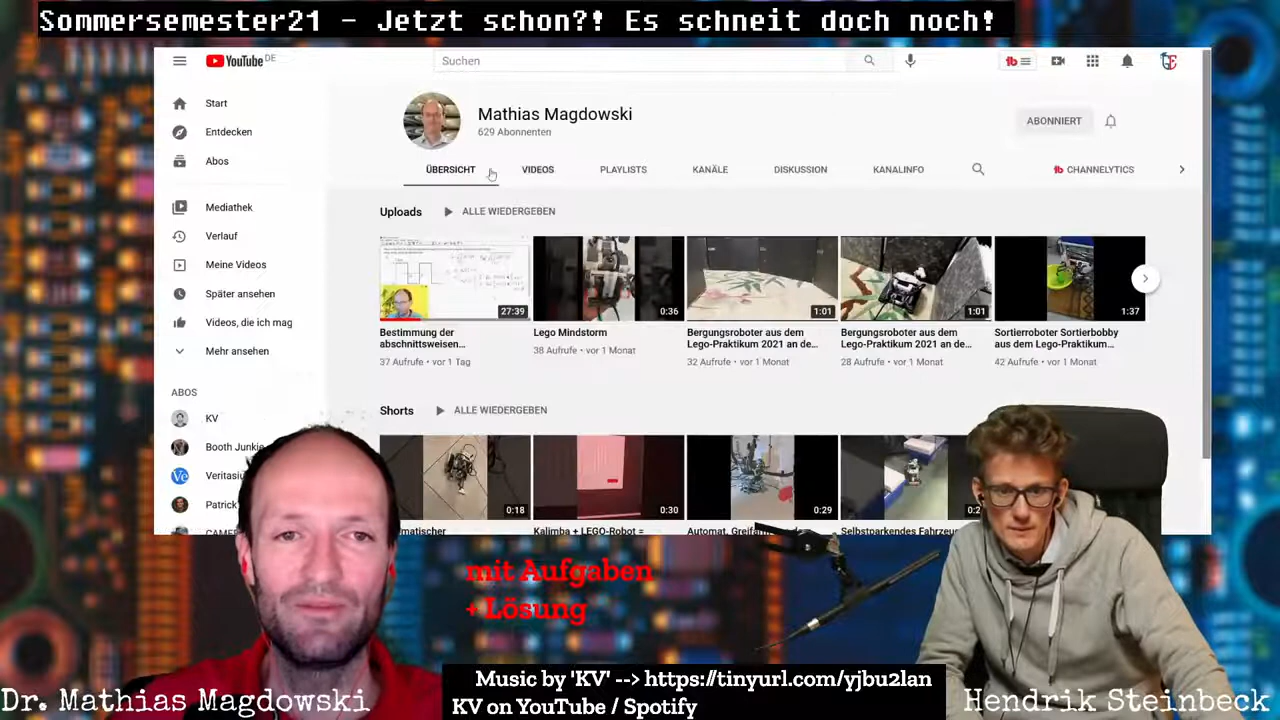 Sommersemester21 - Jetzt schon?! Es schneit doch noch!
YouTube DE
Suchen
Start
Entdecken
Abos
Mediathek
Verlauf
Meine Videos
Später ansehen
Videos, die ich mag
Mehr ansehen
ABOS
KV
Booth Junkie
Veritasiu
Patrick
Mathias Magdowski
629 Abonnenten
ABONNIERT
ÜBERSICHT VIDEOS PLAYLISTS KANÄLE DISKUSSION KANALINFO CHANNELYTICS
Uploads ALLE WIEDERGEBEN
27:39 0:36 1:01 1:01 1:37
Bestimmung der
abschnittsweisen…
37 Aufrufe • vor 1 Tag
Lego Mindstorm
38 Aufrufe • vor 1 Monat
Bergungsroboter aus dem
Lego-Praktikum 2021 an de…
32 Aufrufe • vor 1 Monat
Bergungsroboter aus dem
Lego-Praktikum 2021 an de…
28 Aufrufe • vor 1 Monat
Sortierroboter Sortierbobby
aus dem Lego-Praktikum…
42 Aufrufe • vor 1 Monat
Shorts ALLE WIEDERGEBEN
0:18 0:30 0:29
Kalimba + LEGO-Robot =
Selbstparkendes Fahrzeu
mit Aufgaben
+ Lösung
Music by 'KV' --> https://tinyurl.com/yjbu2lan
KV on YouTube / Spotify
Dr. Mathias Magdowski
Hendrik Steinbeck